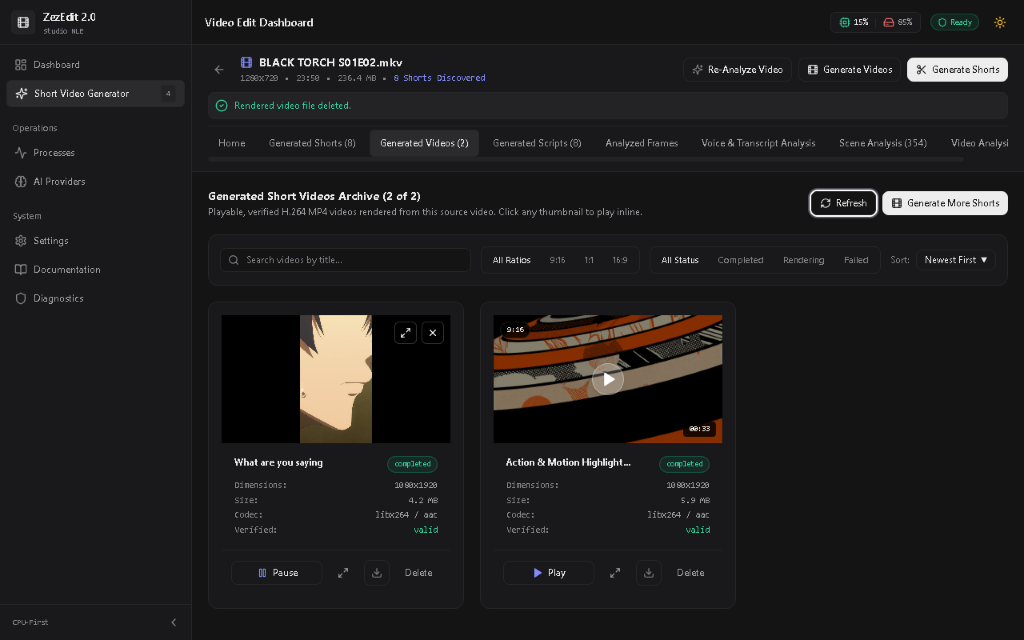 ZezEdit 2.0
Studio NLE
Dashboard
Short Video Generator 4
Operations
Processes
AI Providers
System
Settings
Documentation
Diagnostics
CPU-First
Video Edit Dashboard
15% 85% Ready
BLACK TORCH S01E02.mkv
1280x720 • 23:50 • 236.4 MB • 8 Shorts Discovered
Re-Analyze Video Generate Videos Generate Shorts
Rendered video file deleted.
Home Generated Shorts (8) Generated Videos (2) Generated Scripts (8) Analyzed Frames Voice & Transcript Analysis Scene Analysis (354) Video Analysi
Generated Short Videos Archive (2 of 2)
Playable, verified H.264 MP4 videos rendered from this source video. Click any thumbnail to play inline.
Refresh Generate More Shorts
Search videos by title... All Ratios 9:16 1:1 16:9 All Status Completed Rendering Failed Sort: Newest First ▼
What are you saying completed
Dimensions: 1080x1920
Size: 4.2 MB
Codec: libx264 / aac
Verified: valid
Pause Delete
9:16
00:33
Action & Motion Highlight... completed
Dimensions: 1080x1920
Size: 5.9 MB
Codec: libx264 / aac
Verified: valid
Play Delete